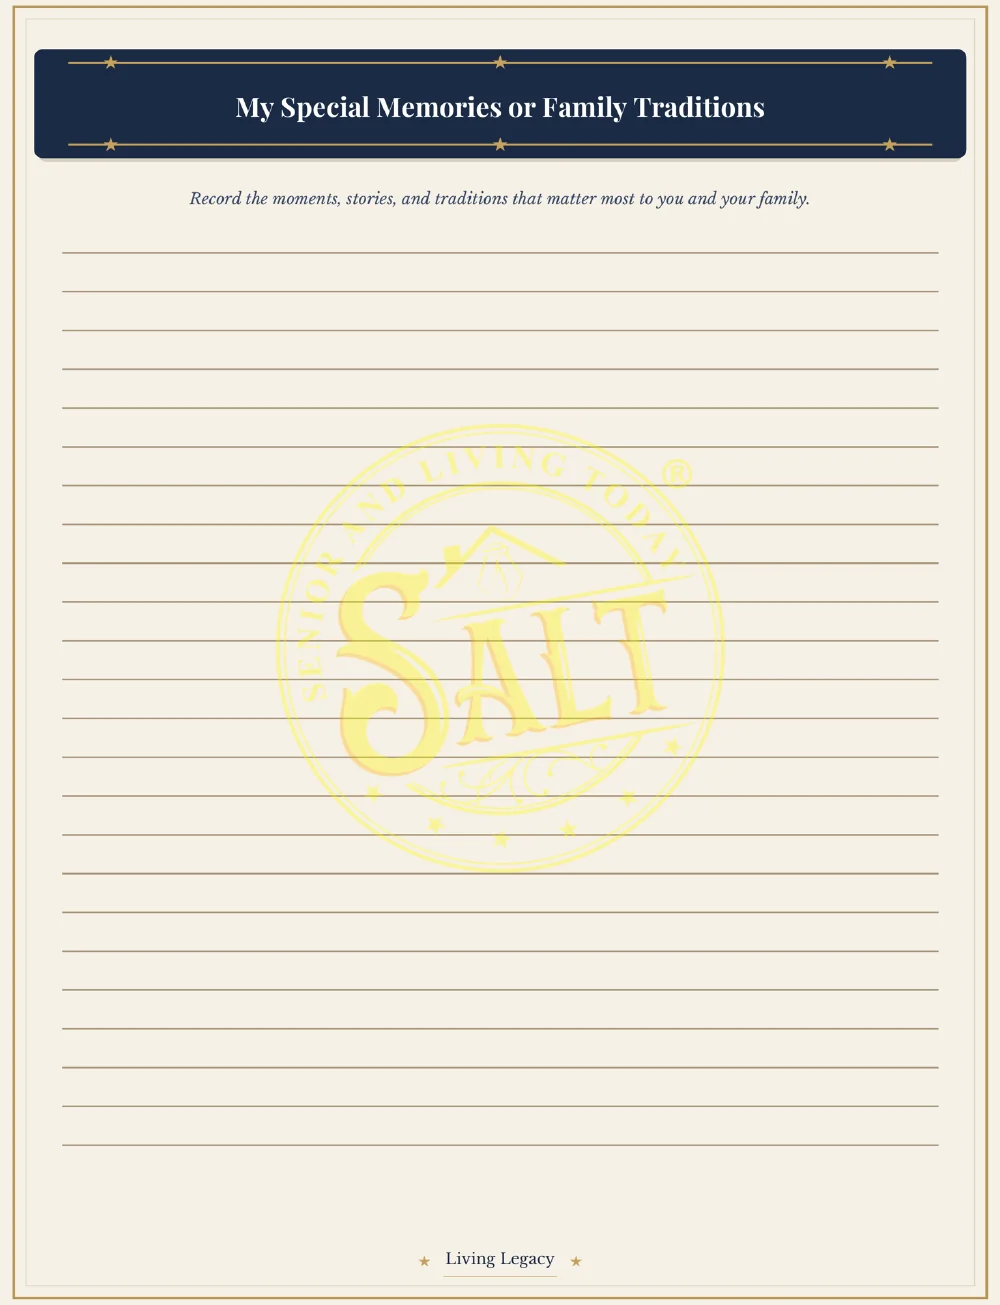 My Special Memories or Family Traditions
Record the moments, stories, and traditions that matter most to you and your family.
SENIOR AND LIVING TODAY ®
SALT
Living Legacy